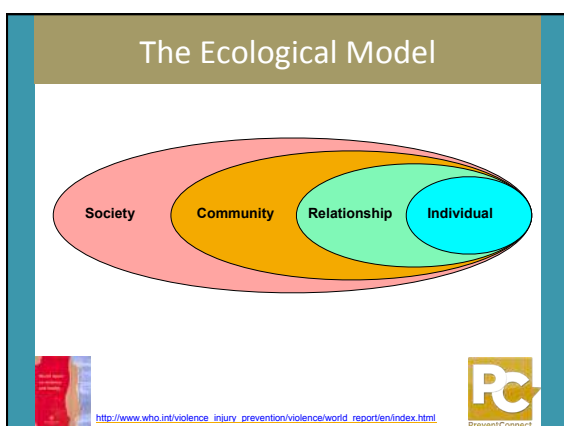 The Ecological Model
Society Community Relationship Individual
http://www.who.int/violence_injury_prevention/violence/world_report/en/index.html
PC
PreventConnect